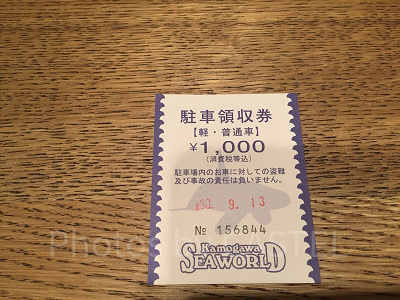 駐車領収券
【軽・普通車】
¥1,000
(消費税等込)
駐車場内のお車に対しての盗難
及び事故の責任は負いません。
30. 9. 13
№ 156844
Kamogawa
SEAWORLD